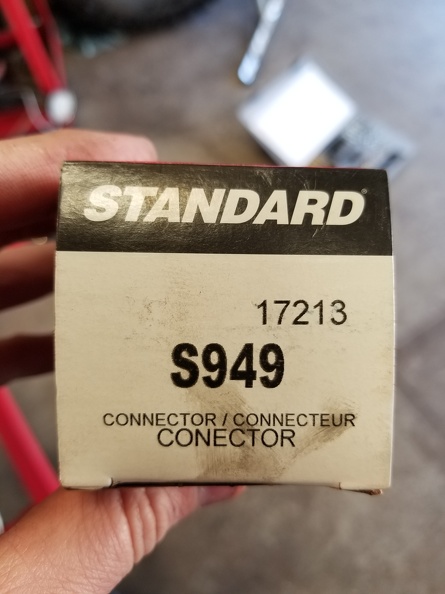 STANDARD®
17213
S949
CONNECTOR / CONNECTEUR
CONECTOR